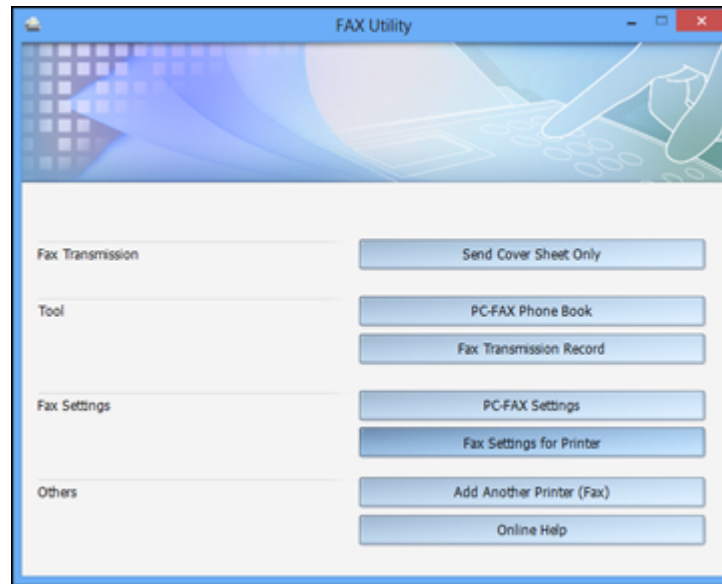 FAX Utility
Fax Transmission
Send Cover Sheet Only
Tool
PC-FAX Phone Book
Fax Transmission Record
Fax Settings
PC-FAX Settings
Fax Settings for Printer
Others
Add Another Printer (Fax)
Online Help